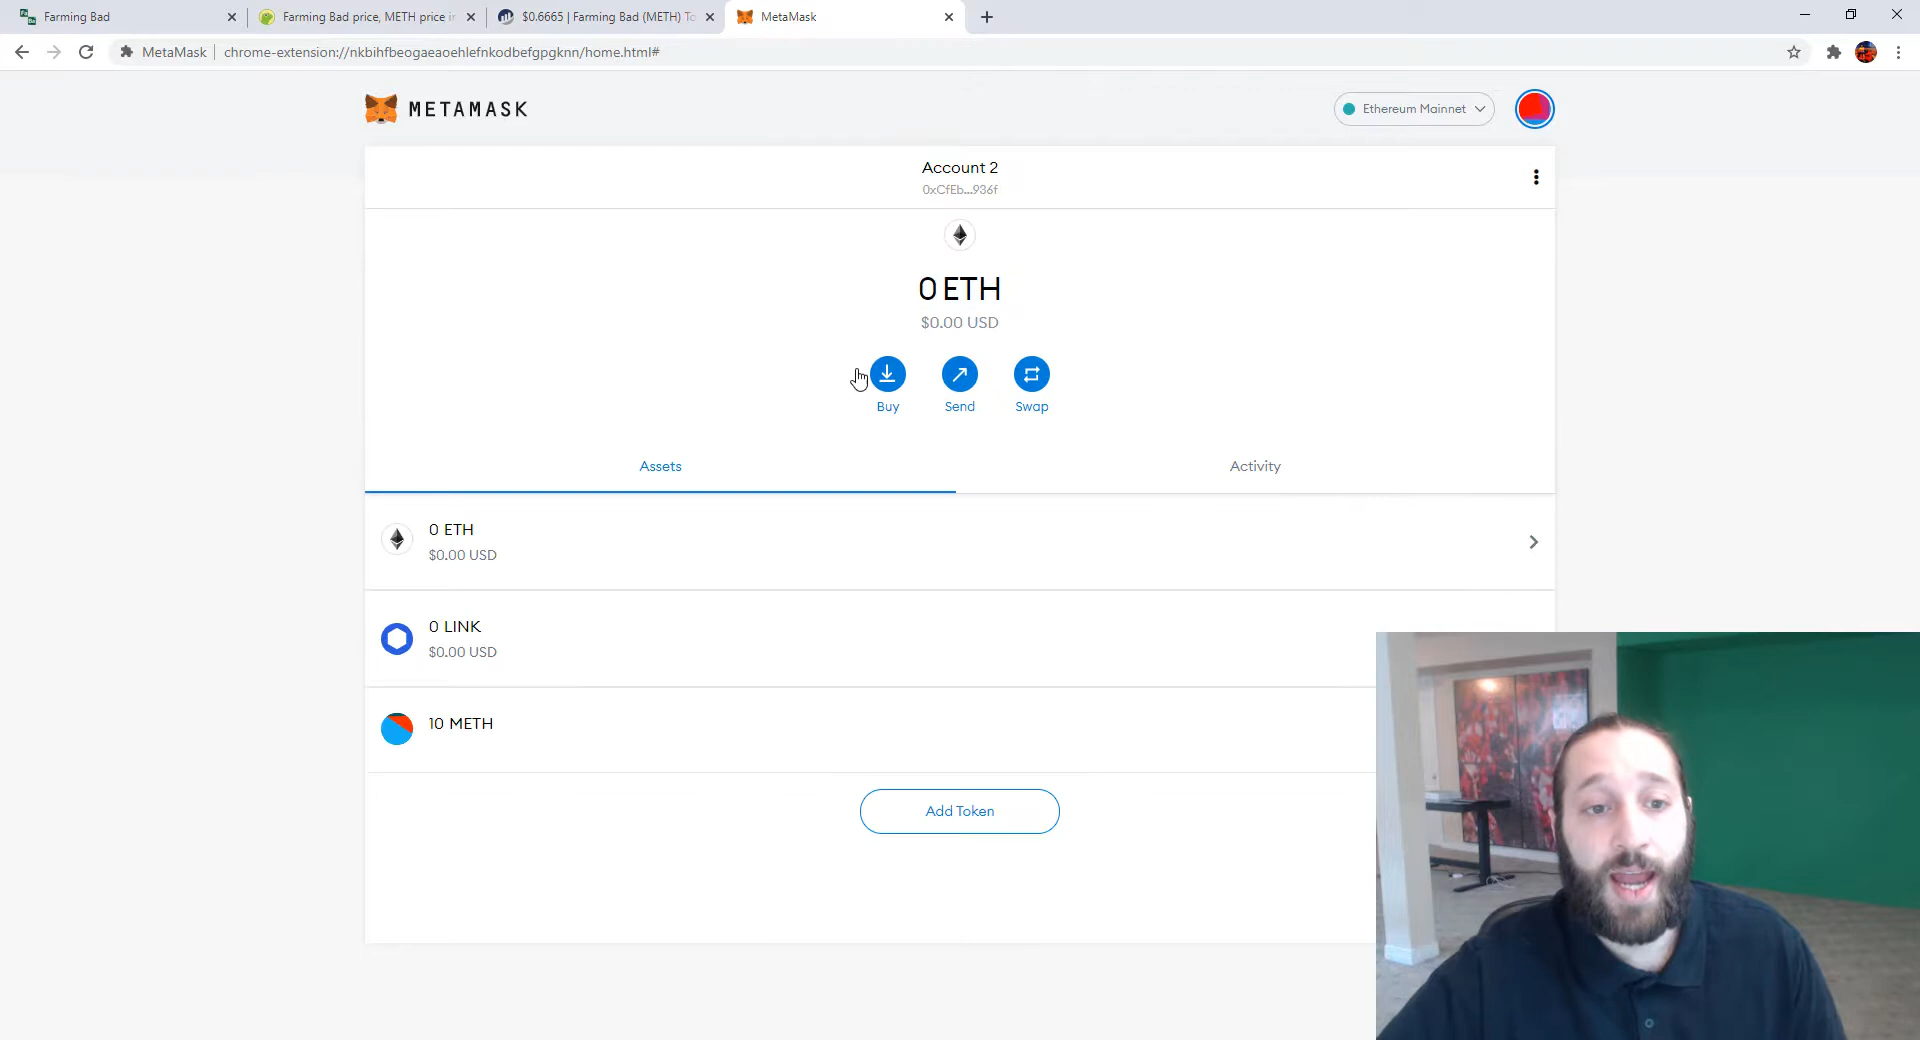 Farming Bad
Farming Bad price, METH price i
$0.6665 | Farming Bad (METH) To
MetaMask
MetaMask
chrome-extension://nkbihfbeogaeaoehlefnkodbefgpgknn/home.html#
METAMASK
Ethereum Mainnet
Account 2
0xCfEb...936f
0 ETH
$0.00 USD
Buy
Send
Swap
Assets
Activity
0 ETH
$0.00 USD
0 LINK
$0.00 USD
10 METH
Add Token